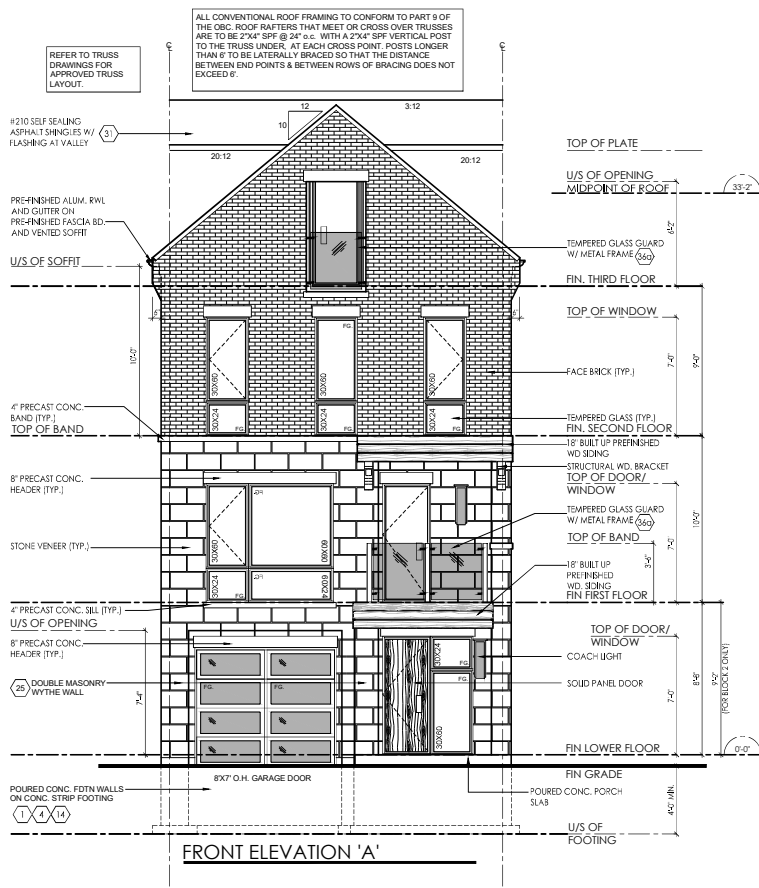 ALL CONVENTIONAL ROOF FRAMING TO CONFORM TO PART 9 OF
THE OBC. ROOF RAFTERS THAT MEET OR CROSS OVER TRUSSES
ARE TO BE 2"X4" SPF @ 24" o.c. WITH A 2"X4" SPF VERTICAL POST
TO THE TRUSS UNDER, AT EACH CROSS POINT. POSTS LONGER
THAN 6' TO BE LATERALLY BRACED SO THAT THE DISTANCE
BETWEEN END POINTS & BETWEEN ROWS OF BRACING DOES NOT
EXCEED 6'.
REFER TO TRUSS
DRAWINGS FOR
APPROVED TRUSS
LAYOUT.
12
10
3:12
20:12
20:12
#210 SELF SEALING
ASPHALT SHINGLES W/
FLASHING AT VALLEY
31
PRE-FINISHED ALUM. RWL
AND GUTTER ON
PRE-FINISHED FASCIA BD.
AND VENTED SOFFIT
U/S OF SOFFIT
6"
6"
10'-0"
4" PRECAST CONC.
BAND (TYP.)
TOP OF BAND
8" PRECAST CONC.
HEADER (TYP.)
STONE VENEER (TYP.)
4" PRECAST CONC. SILL (TYP.)
U/S OF OPENING
8" PRECAST CONC.
HEADER (TYP.)
25
DOUBLE MASONRY
WYTHE WALL
7'-4"
POURED CONC. FDTN WALLS
ON CONC. STRIP FOOTING
1
4
14
TOP OF PLATE
U/S OF OPENING
MIDPOINT OF ROOF
33'-2"
6'-2"
TEMPERED GLASS GUARD
W/ METAL FRAME
36a
FIN. THIRD FLOOR
TOP OF WINDOW
7'-0"
9'-0"
FACE BRICK (TYP.)
TEMPERED GLASS (TYP.)
FIN. SECOND FLOOR
18" BUILT UP PREFINISHED
WD SIDING
STRUCTURAL WD. BRACKET
TOP OF DOOR/
WINDOW
TEMPERED GLASS GUARD
W/ METAL FRAME
36a
TOP OF BAND
3'-6"
7'-0"
10'-0"
18" BUILT UP
PREFINISHED
WD. SIDING
FIN FIRST FLOOR
TOP OF DOOR/
WINDOW
COACH LIGHT
SOLID PANEL DOOR
7'-0"
8'-8"
9'-2"
(FOR BLOCK 2 ONLY)
FIN LOWER FLOOR
0'-0"
FIN GRADE
POURED CONC. PORCH
SLAB
4'-0" MIN.
U/S OF
FOOTING
30X60
FG.
30X60
30X60
30X24
FG.
30X24
FG.
30X24
FG.
30X60
FG.
60X60
30X24
FG.
60X24
FG.
FG.
30X24
FG.
FG.
30X60
8'X7' O.H. GARAGE DOOR
FRONT ELEVATION 'A'